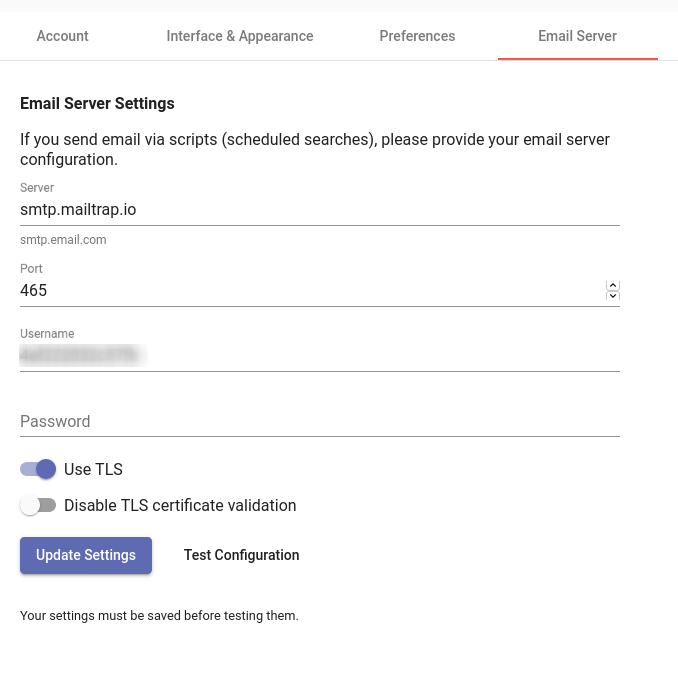 Account Interface & Appearance Preferences Email Server
Email Server Settings
If you send email via scripts (scheduled searches), please provide your email server
configuration.
Server
smtp.mailtrap.io
smtp.email.com
Port
465
Username
Password
Use TLS
Disable TLS certificate validation
Update Settings Test Configuration
Your settings must be saved before testing them.